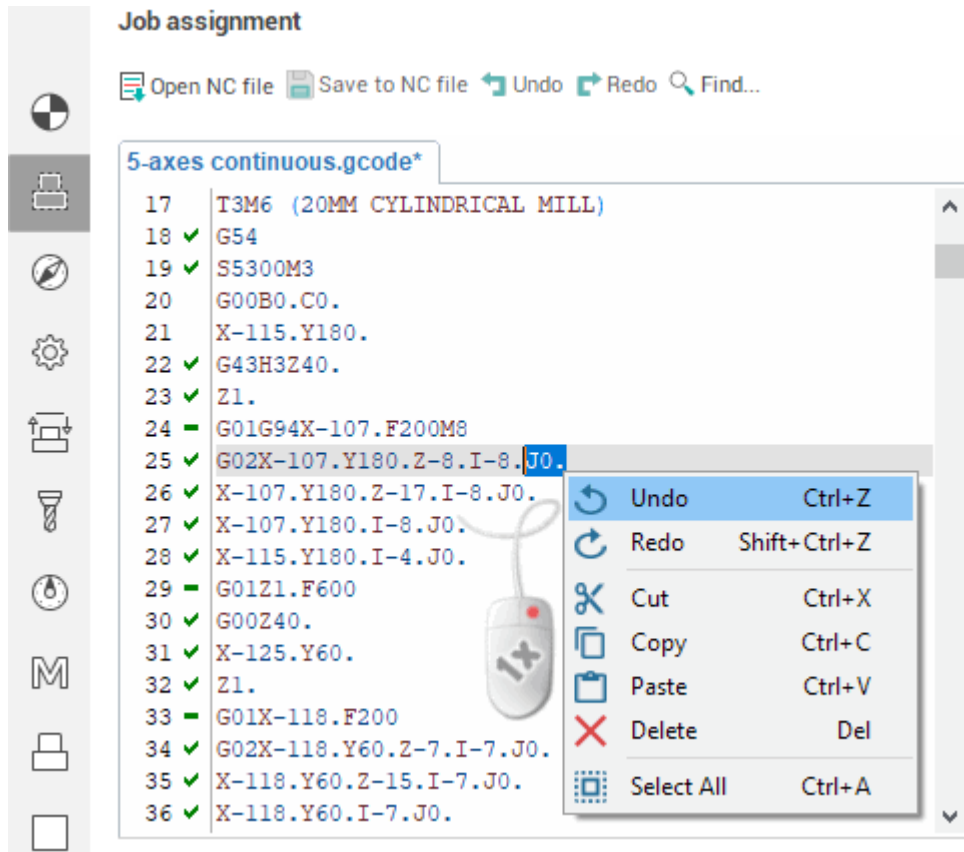 Job assignment
Open NC file Save to NC file Undo Redo Find...
5-axes continuous.gcode*
17 T3M6 (20MM CYLINDRICAL MILL)
18 G54
19 S5300M3
20 G00B0.C0.
21 X-115.Y180.
22 G43H3Z40.
23 Z1.
24 G01G94X-107.F200M8
25 G02X-107.Y180.Z-8.I-8.J0.
26 X-107.Y180.Z-17.I-8.J0.
27 X-107.Y180.I-8.J0.
28 X-115.Y180.I-4.J0.
29 G01Z1.F600
30 G00Z40.
31 X-125.Y60.
32 Z1.
33 G01X-118.F200
34 G02X-118.Y60.Z-7.I-7.J0.
35 X-118.Y60.Z-15.I-7.J0.
36 X-118.Y60.I-7.J0.
Undo Ctrl+Z
Redo Shift+Ctrl+Z
Cut Ctrl+X
Copy Ctrl+C
Paste Ctrl+V
Delete Del
Select All Ctrl+A
1x
M